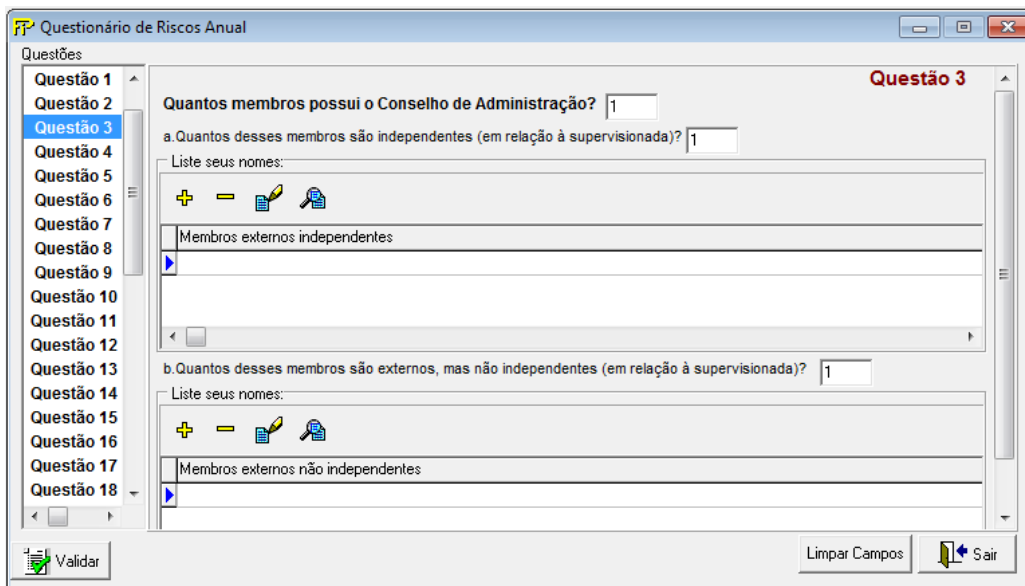 FP Questionário de Riscos Anual
Questões
Questão 1
Questão 2
Questão 3
Questão 4
Questão 5
Questão 6
Questão 7
Questão 8
Questão 9
Questão 10
Questão 11
Questão 12
Questão 13
Questão 14
Questão 15
Questão 16
Questão 17
Questão 18
Questão 3
Quantos membros possui o Conselho de Administração? 1
a.Quantos desses membros são independentes (em relação à supervisionada)? 1
Liste seus nomes:
Membros externos independentes
b.Quantos desses membros são externos, mas não independentes (em relação à supervisionada)? 1
Liste seus nomes:
Membros externos não independentes
Validar
Limpar Campos
Sair